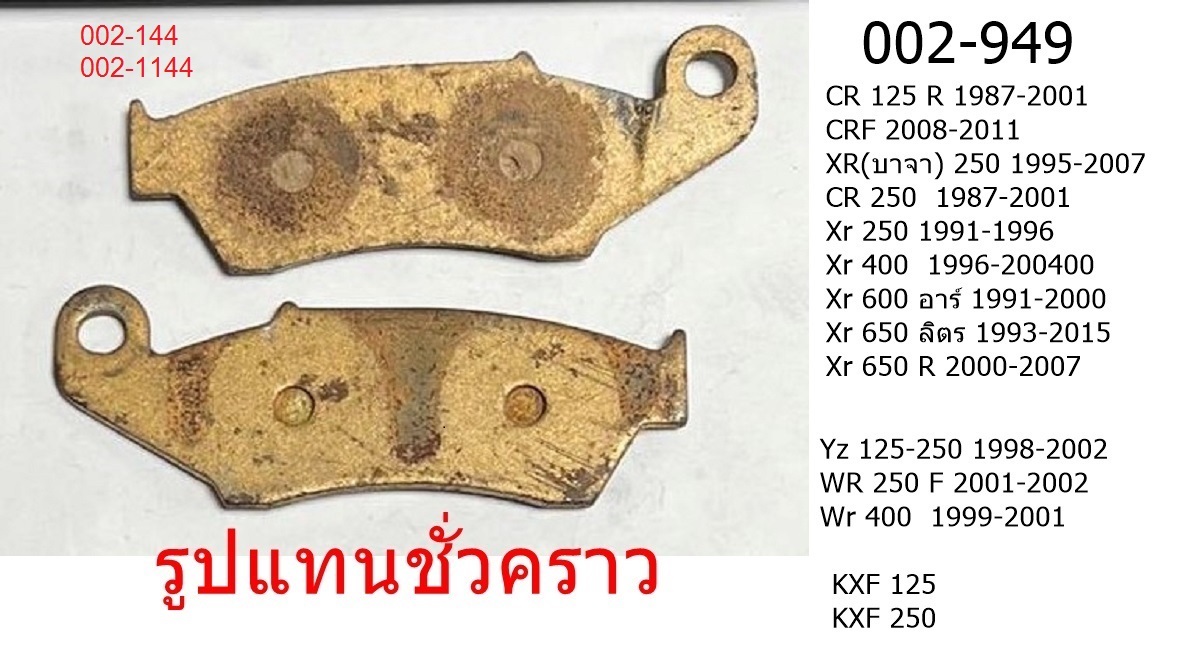 002-144
002-1144
002-949
CR 125 R 1987-2001
CRF 2008-2011
XR(บาจา) 250 1995-2007
CR 250  1987-2001
Xr 250 1991-1996
Xr 400  1996-200400
Xr 600 อาร์ 1991-2000
Xr 650 ลิตร 1993-2015
Xr 650 R 2000-2007
Yz 125-250 1998-2002
WR 250 F 2001-2002
Wr 400  1999-2001
KXF 125
KXF 250
รูปแทนชั่วคราว